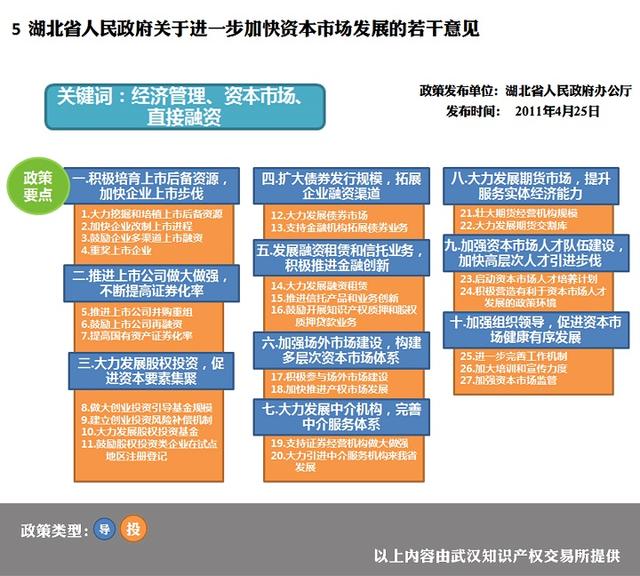 5 湖北省人民政府关于进一步加快资本市场发展的若干意见
关键词：经济管理、资本市场、
直接融资
政策发布单位：湖北省人民政府办公厅
发布时间： 2011年4月25日
政策
要点
一.积极培育上市后备资源，
加快企业上市步伐
1.大力挖掘和培植上市后备资源
2.加快企业改制上市进程
3.鼓励企业多渠道上市融资
4.重奖上市企业
二.推进上市公司做大做强，
不断提高证券化率
5.推进上市公司并购重组
6.鼓励上市公司再融资
7.提高国有资产证券化率
三.大力发展股权投资，促
进资本要素集聚
8.做大创业投资引导基金规模
9.建立创业投资风险补偿机制
10.大力发展股权投资基金
11.鼓励股权投资类企业在试点
地区注册登记
四.扩大债券发行规模，拓展
企业融资渠道
12.大力发展债券市场
13.支持金融机构拓展债券业务
五.发展融资租赁和信托业务，
积极推进金融创新
14.大力发展融资租赁
15.推进信托产品和业务创新
16.鼓励开展知识产权质押和股权
质押贷款业务
六.加强场外市场建设，构建
多层次资本市场体系
17.积极参与场外市场建设
18.加快推进产权市场发展
七.大力发展中介机构，完善
中介服务体系
19.支持证券经营机构做大做强
20.大力引进中介服务机构来我省
发展
八.大力发展期货市场，提升
服务实体经济能力
21.壮大期货经营机构规模
22.大力发展期货交割库
九.加强资本市场人才队伍建设，
加快高层次人才引进步伐
23.启动资本市场人才培养计划
24.积极营造有利于资本市场人才
发展的政策环境
十.加强组织领导，促进资本市
场健康有序发展
25.进一步完善工作机制
26.加大培训和宣传力度
27.加强资本市场监管
政策类型： 导 投
以上内容由武汉知识产权交易所提供